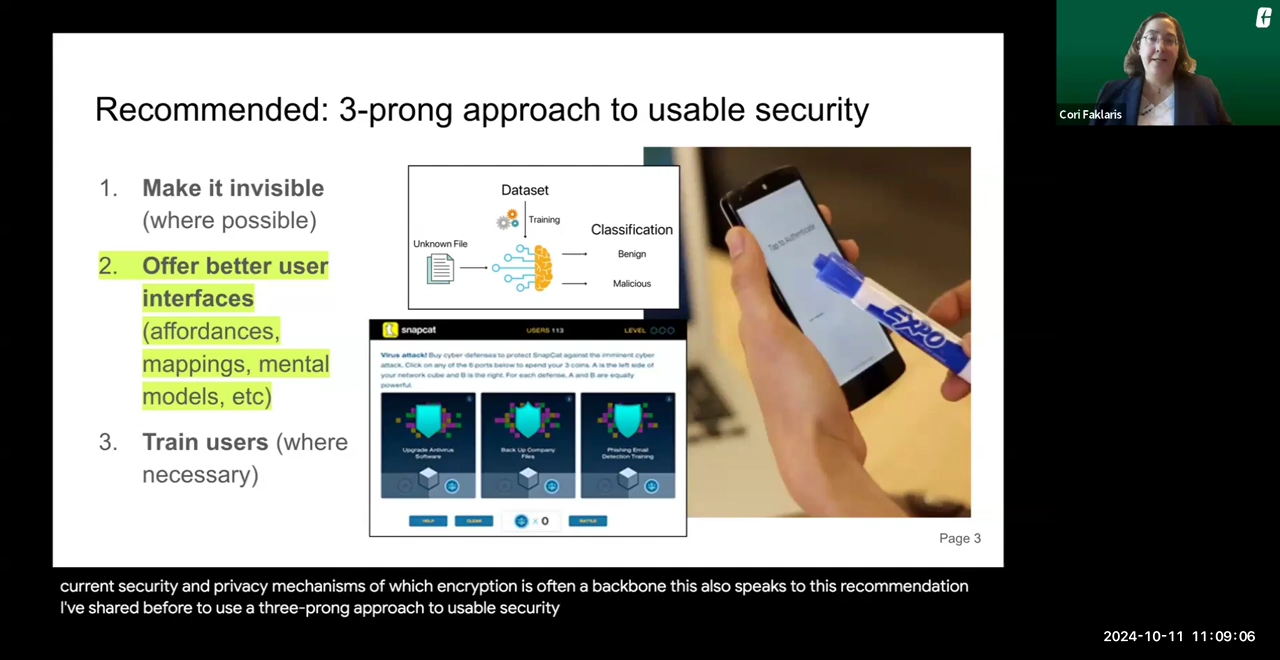 Recommended: 3-prong approach to usable security
1. Make it invisible
(where possible)
2. Offer better user
interfaces
(affordances,
mappings, mental
models, etc)
3. Train users (where
necessary)
Dataset
Training
Classification
Unknown File
Benign
Malicious
snapcat
USERS 113
LEVEL
Virus attack! Buy cyber defenses to protect SnapCat against the imminent cyber
attack. Click on any of the 6 ports below to spend your 3 coins. A is the left side of
your network cube and B is the right. For each defense, A and B are equally
powerful.
Upgrade Antivirus
Software
Back Up Company
Files
Phishing Email
Detection Training
HELP
CLEAR
x 0
BATTLE
Tap to Authenticate
EXPO
Page 3
Cori Faklaris
current security and privacy mechanisms of which encryption is often a backbone this also speaks to this recommendation
I've shared before to use a three-prong approach to usable security
2024-10-11 11:09:06